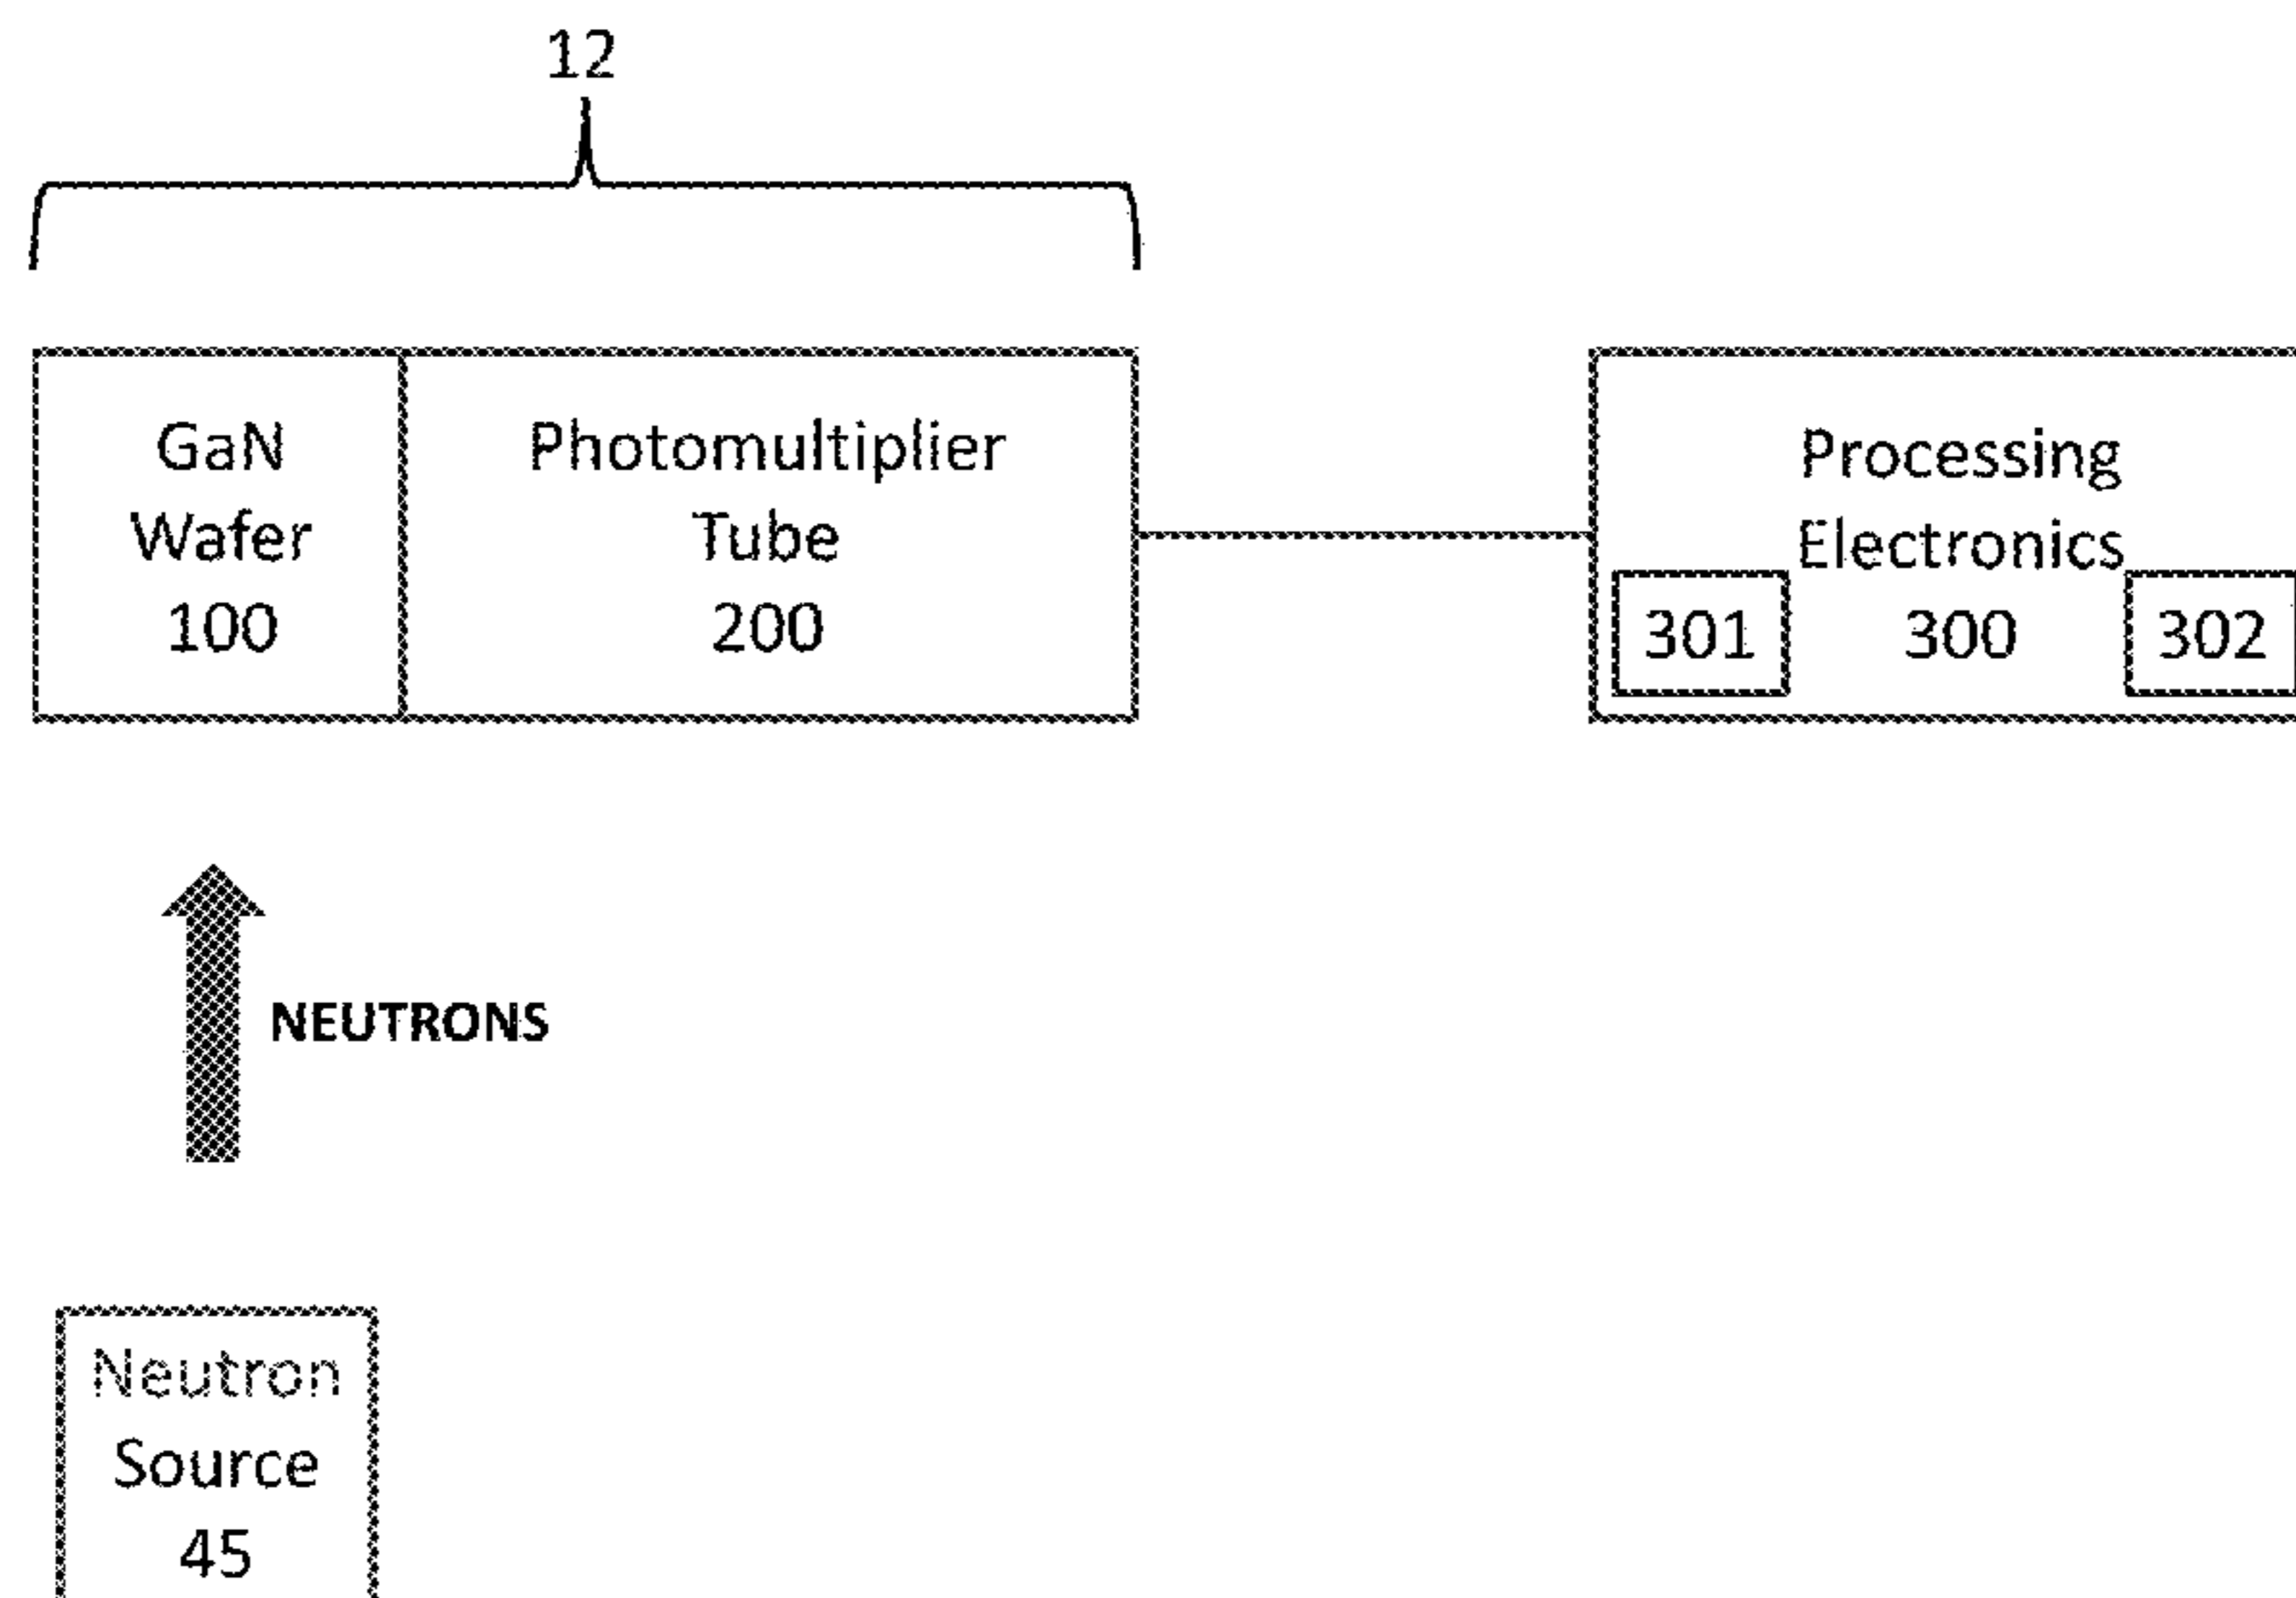 12
GaN
Wafer
100
Photomultiplier
Tube
200
Processing
Electronics
301
300
302
NEUTRONS
Neutron
Source
45